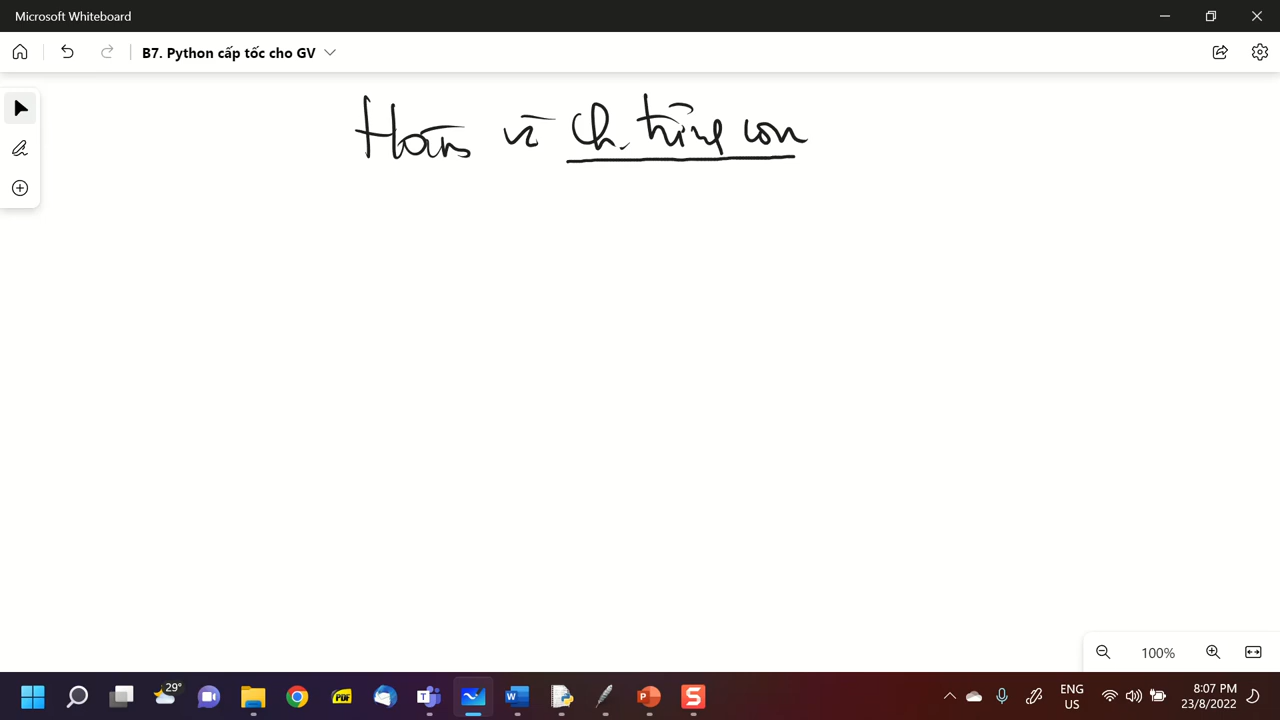 Microsoft Whiteboard
B7. Python cấp tốc cho GV
Hàm và ch. trình con
100%
29°
ENG
US
8:07 PM
23/8/2022